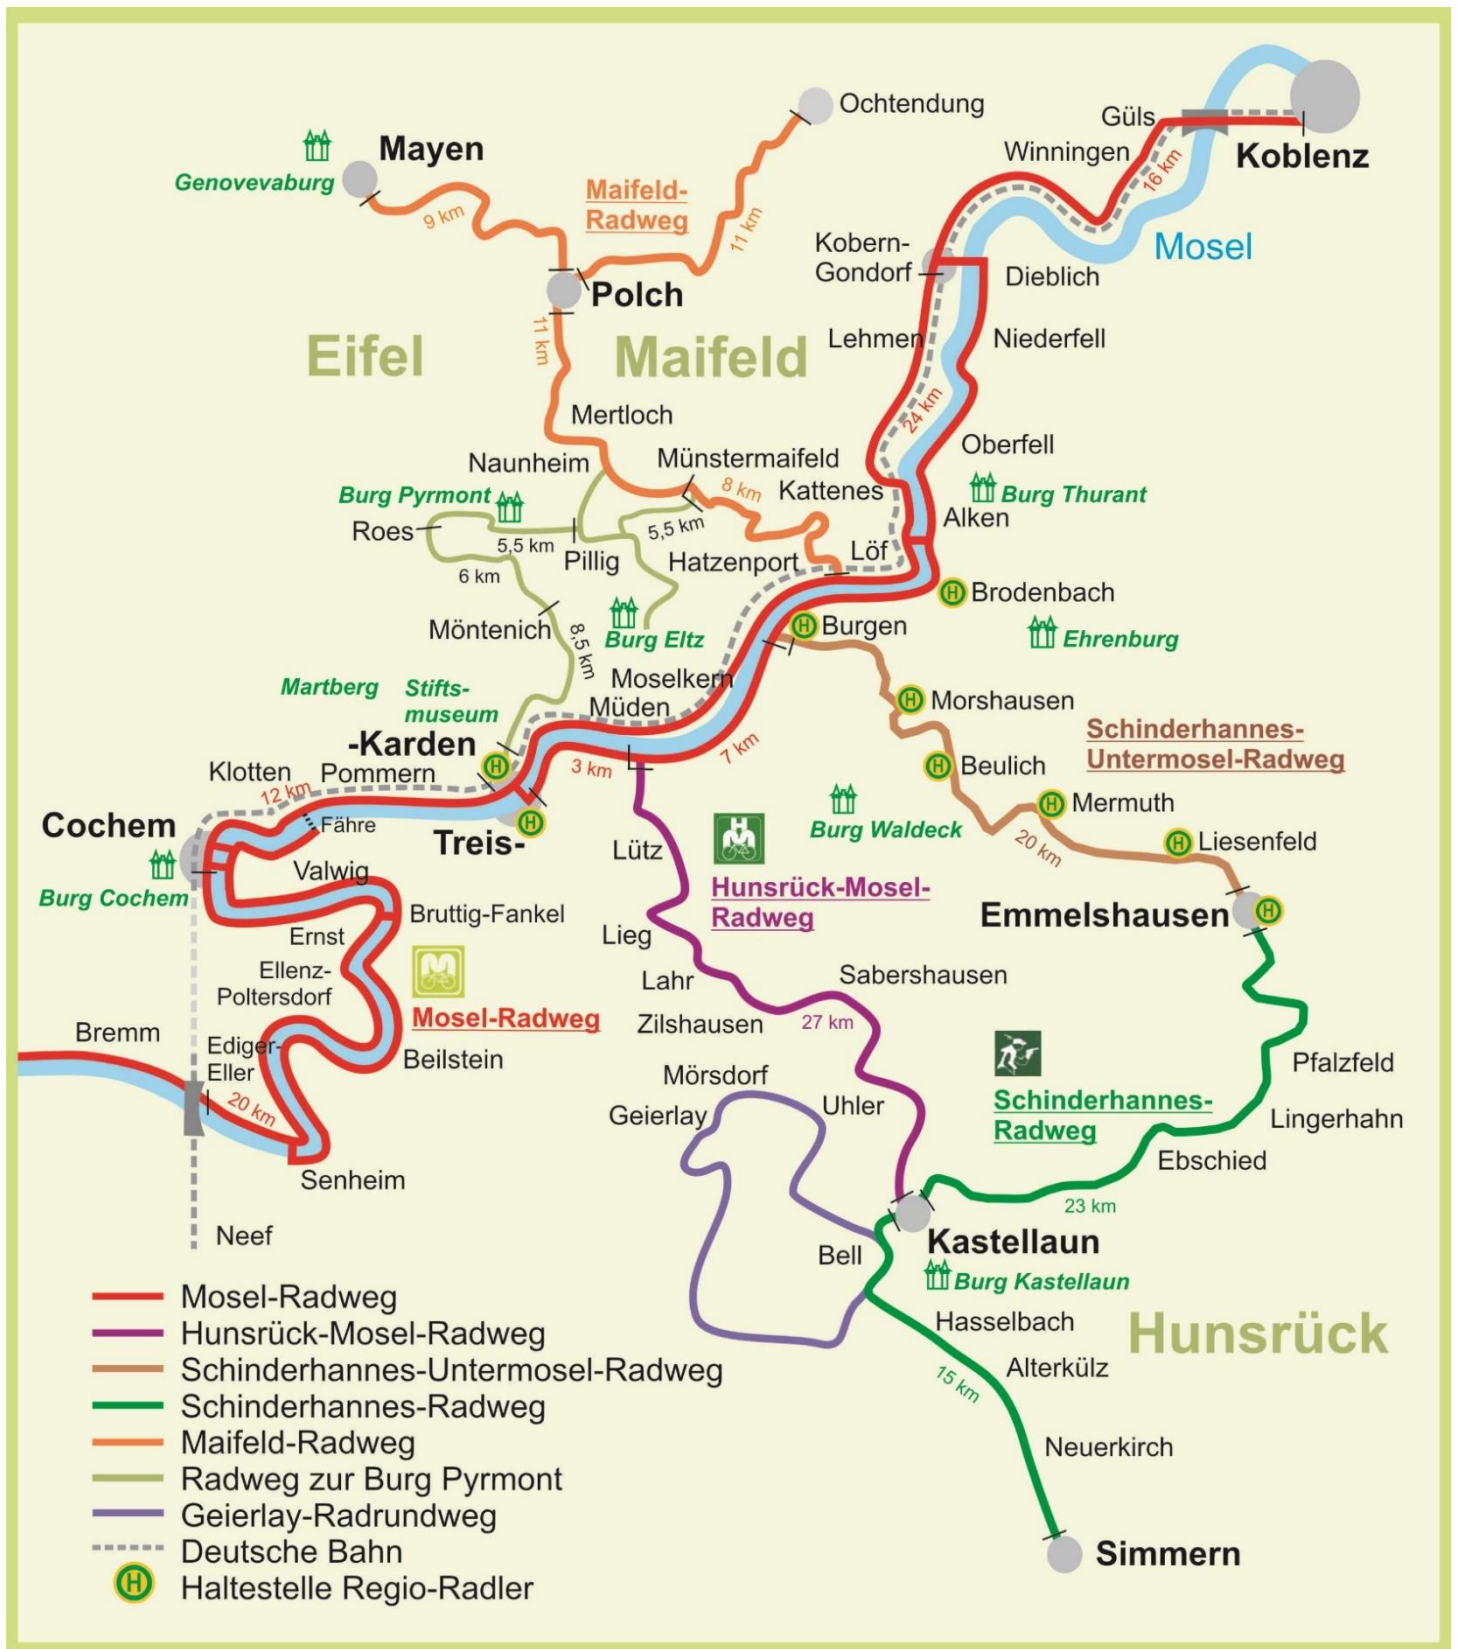 Ochtendung
Mayen
Genovevaburg
9 km
Maifeld-
Radweg
11 km
Güls
Koblenz
Winningen
16 km
Mosel
Kobern-
Gondorf
Dieblich
Polch
11 km
Eifel
Maifeld
Lehmen
Niederfell
24 km
Mertloch
Oberfell
Naunheim
Münstermaifeld
8 km
Kattenes
Burg Pyrmont
Burg Thurant
Roes
5,5 km
5,5 km
Alken
Pillig
Hatzenport
Löf
6 km
Brodenbach
Möntenich
8,5 km
Burg Eltz
Burgen
Ehrenburg
Moselkern
Müden
Martberg
Stifts-
museum
Morshausen
Schinderhannes-
Untermosel-Radweg
-Karden
H
3 km
7 km
Beulich
Klotten
Pommern
12 km
Mermuth
Cochem
Fähre
Treis-
Burg Waldeck
20 km
Liesenfeld
Lütz
Valwig
Burg Cochem
Hunsrück-Mosel-
Radweg
Emmelshausen
Bruttig-Fankel
Ernst
Lieg
Ellenz-
Poltersdorf
Lahr
Sabershausen
Mosel-Radweg
Zilshausen
27 km
Bremm
Ediger-
Eller
Beilstein
20 km
Mörsdorf
Geierlay
Uhler
Schinderhannes-
Radweg
Pfalzfeld
Lingerhahn
Ebschied
Senheim
23 km
Neef
Bell
Kastellaun
Burg Kastellaun
Hasselbach
Hunsrück
Alterkülz
15 km
Neuerkirch
Simmern
Mosel-Radweg
Hunsrück-Mosel-Radweg
Schinderhannes-Untermosel-Radweg
Schinderhannes-Radweg
Maifeld-Radweg
Radweg zur Burg Pyrmont
Geierlay-Radrundweg
Deutsche Bahn
H Haltestelle Regio-Radler